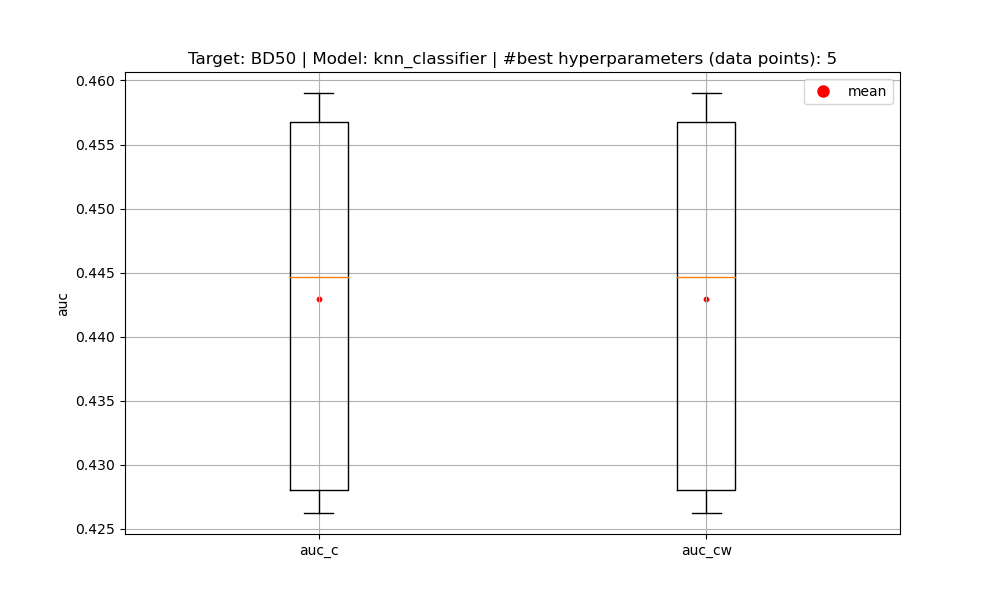 Target: BD50 | Model: knn_classifier | #best hyperparameters (data points): 5
mean
0.460
0.455
0.450
0.445
0.440
0.435
0.430
0.425
auc
auc_c
auc_cw